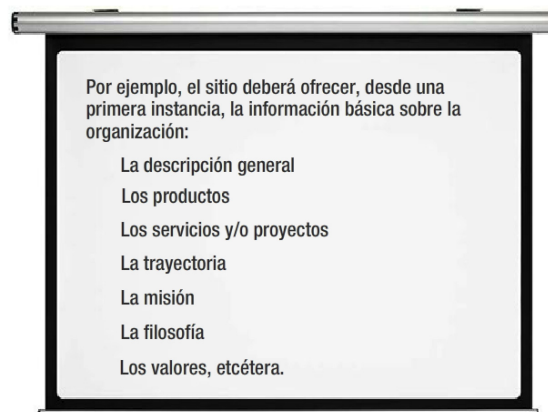 Por ejemplo, el sitio deberá ofrecer, desde una
primera instancia, la información básica sobre la
organización:
La descripción general
Los productos
Los servicios y/o proyectos
La trayectoria
La misión
La filosofía
Los valores, etcétera.